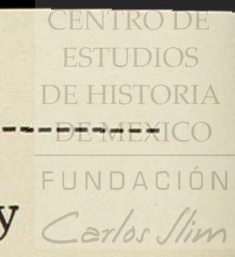 CENTRO DE
ESTUDIOS
DE HISTORIA
DE MEXICO
FUNDACIÓN
y Carlos Slim